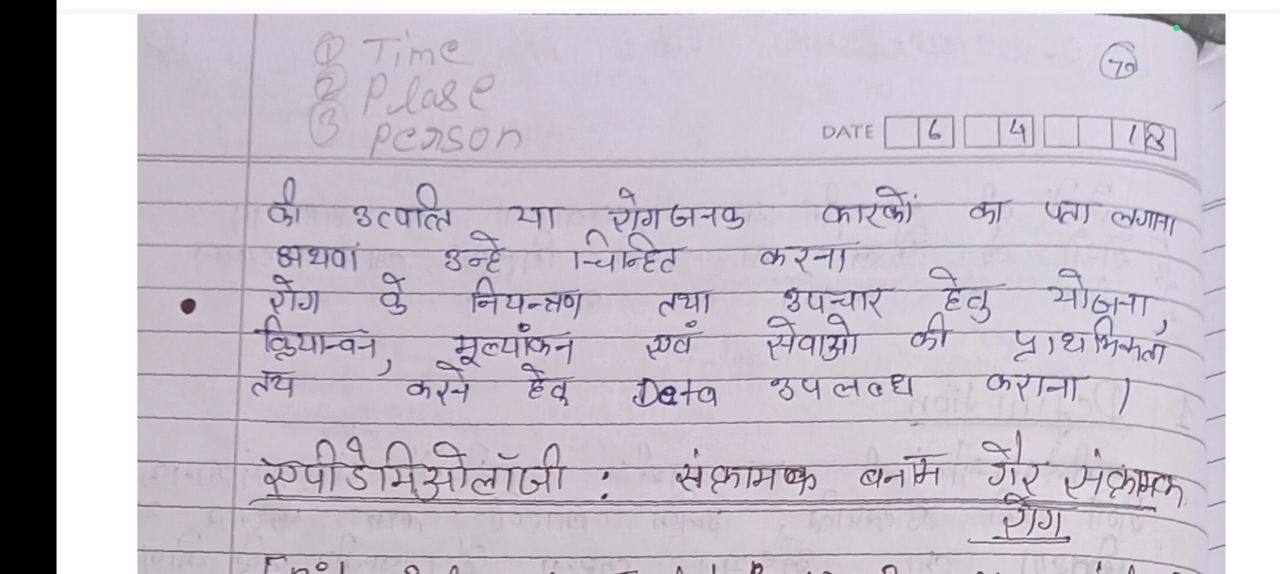 ① Time
② Plase
③ person
70
DATE 6 4 18
की उत्पत्ति या रोगजनक कारकों का पता लगाना
अथवा उन्हे चिन्हित करना
• रोग के नियन्त्रण तथा उपचार हेतु योजना,
क्रियान्वन, मूल्यांकन एवं सेवाओ की प्राथमिकता
तय करने हेतु Data उपलब्ध कराना ।
एपीडेमिओलॉजी : संक्रामक बनाम गैर संक्रामक
रोग